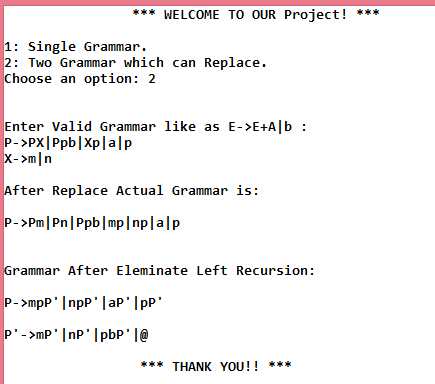 *** WELCOME TO OUR Project! ***
1: Single Grammar.
2: Two Grammar which can Replace.
Choose an option: 2
Enter Valid Grammar like as E->E+A|b :
P->PX|Ppb|Xp|a|p
X->m|n
After Replace Actual Grammar is:
P->Pm|Pn|Ppb|mp|np|a|p
Grammar After Eleminate Left Recursion:
P->mpP'|npP'|aP'|pP'
P'->mP'|nP'|pbP'|@
*** THANK YOU!! ***